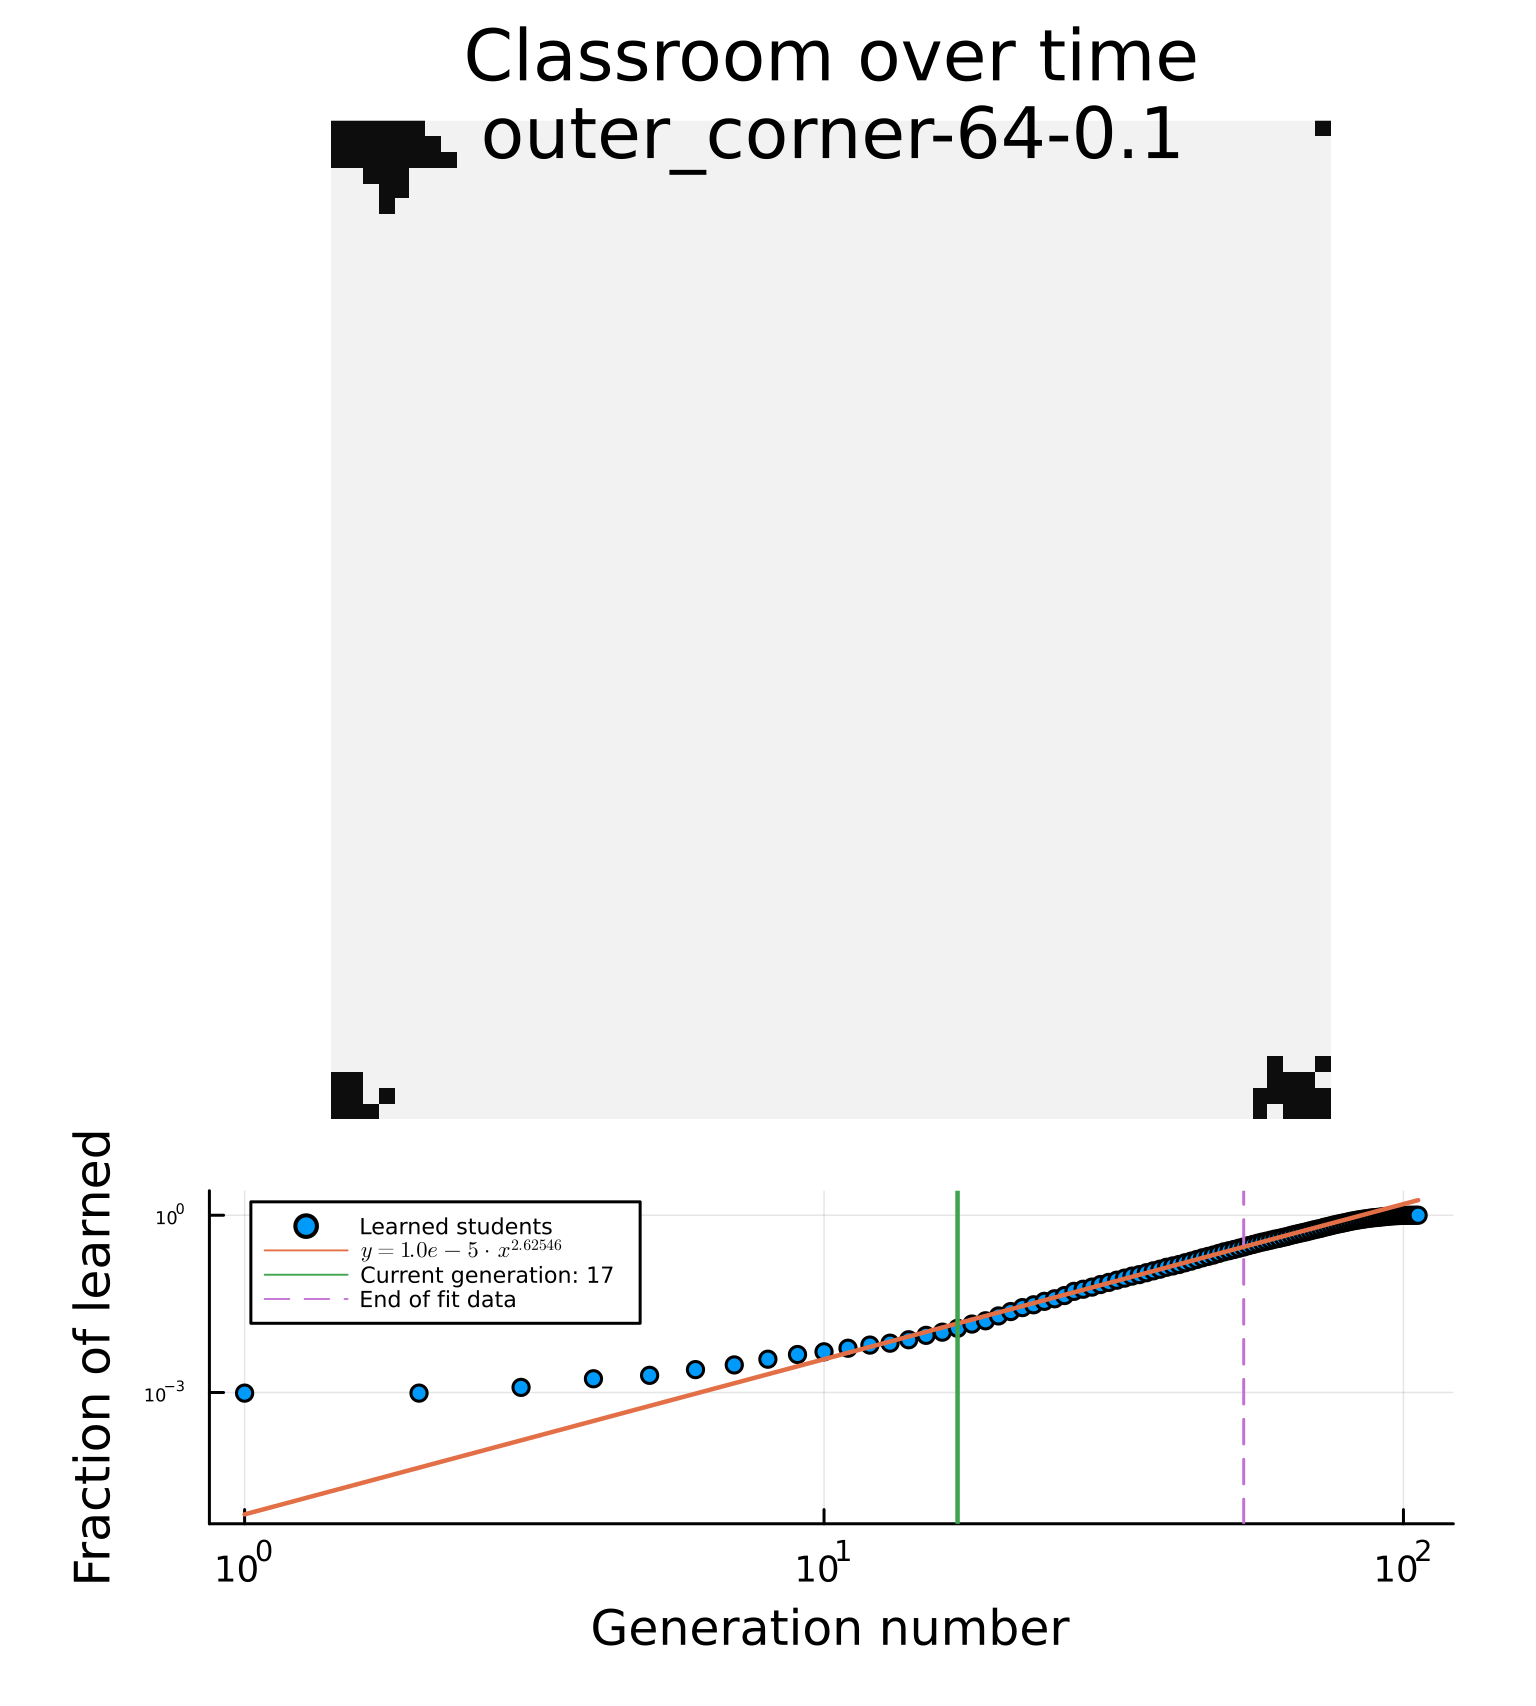 Classroom over time
outer_corner-64-0.1
Fraction of learned
10^0
10^-3
Learned students
y = 1.0e − 5 · x^2.62546
Current generation: 17
End of fit data
10^0
10^1
10^2
Generation number